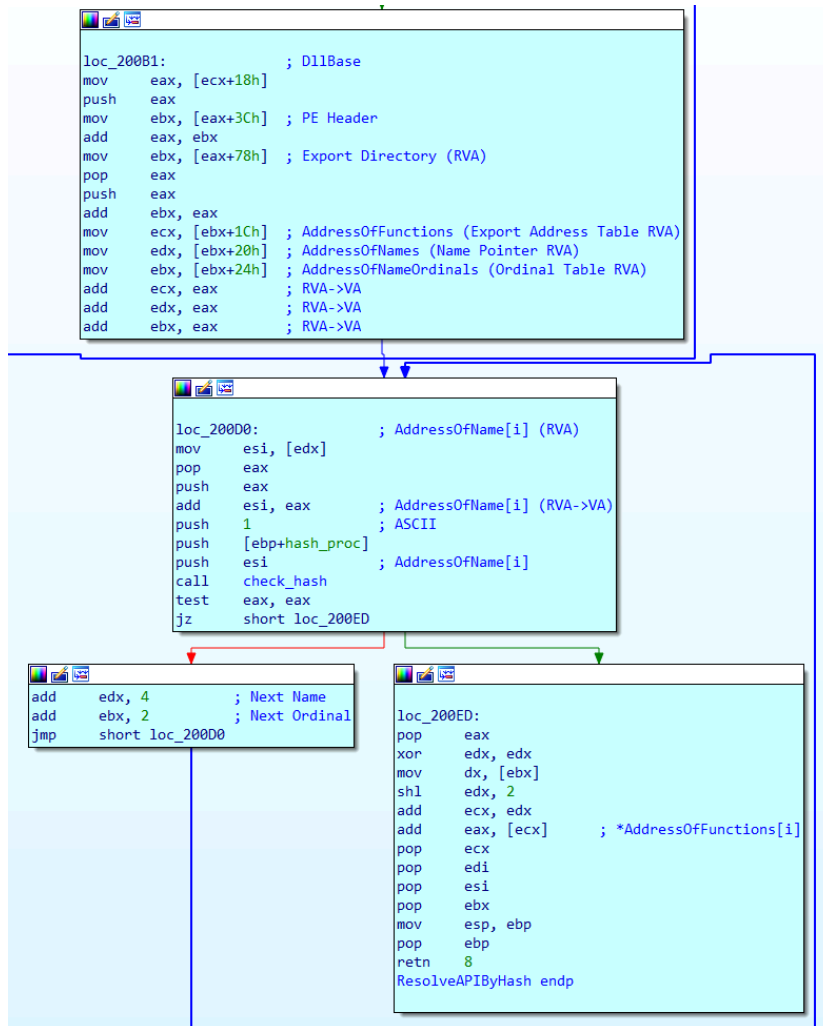 loc_200B1: ; DllBase
mov eax, [ecx+18h]
push eax
mov ebx, [eax+3Ch] ; PE Header
add eax, ebx
mov ebx, [eax+78h] ; Export Directory (RVA)
pop eax
push eax
add ebx, eax
mov ecx, [ebx+1Ch] ; AddressOfFunctions (Export Address Table RVA)
mov edx, [ebx+20h] ; AddressOfNames (Name Pointer RVA)
mov ebx, [ebx+24h] ; AddressOfNameOrdinals (Ordinal Table RVA)
add ecx, eax ; RVA->VA
add edx, eax ; RVA->VA
add ebx, eax ; RVA->VA
loc_200D0: ; AddressOfName[i] (RVA)
mov esi, [edx]
pop eax
push eax
add esi, eax ; AddressOfName[i] (RVA->VA)
push 1 ; ASCII
push [ebp+hash_proc]
push esi ; AddressOfName[i]
call check_hash
test eax, eax
jz short loc_200ED
add edx, 4 ; Next Name
add ebx, 2 ; Next Ordinal
jmp short loc_200D0
loc_200ED:
pop eax
xor edx, edx
mov dx, [ebx]
shl edx, 2
add ecx, edx
add eax, [ecx] ; *AddressOfFunctions[i]
pop ecx
pop edi
pop esi
pop ebx
mov esp, ebp
pop ebp
retn 8
ResolveAPIByHash endp